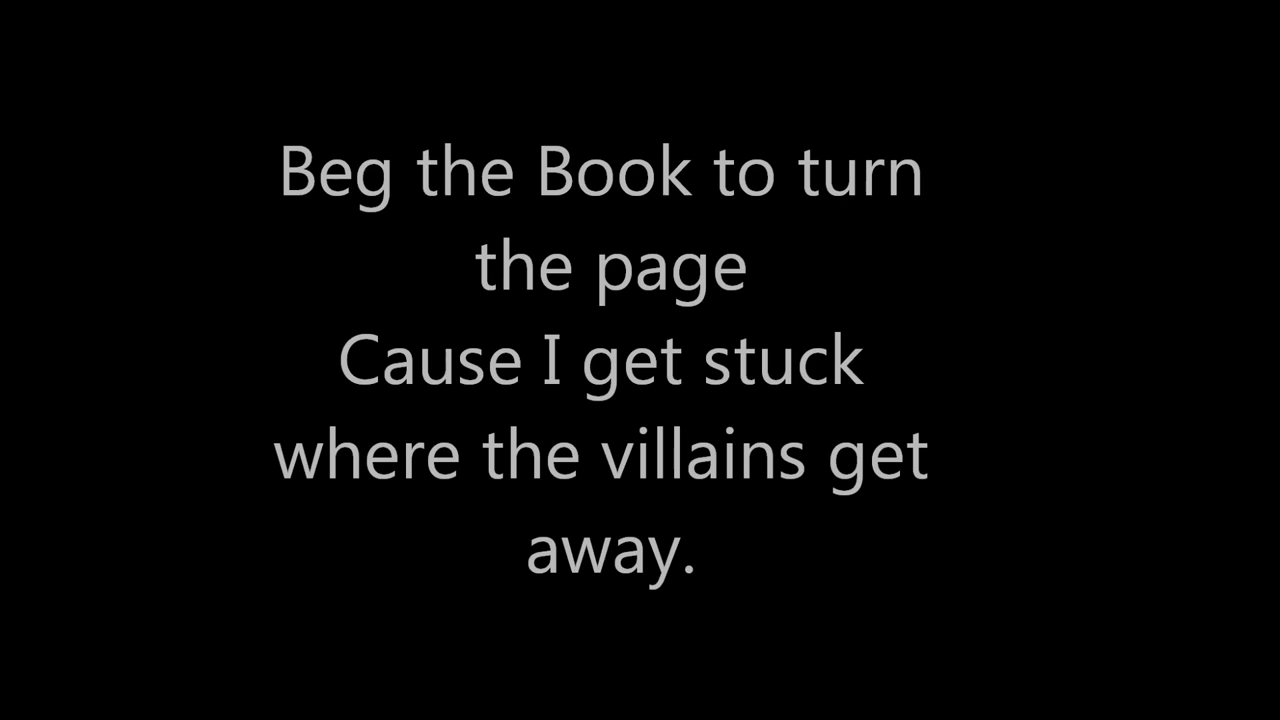 Beg the Book to turn
the page
Cause I get stuck
where the villains get
away.